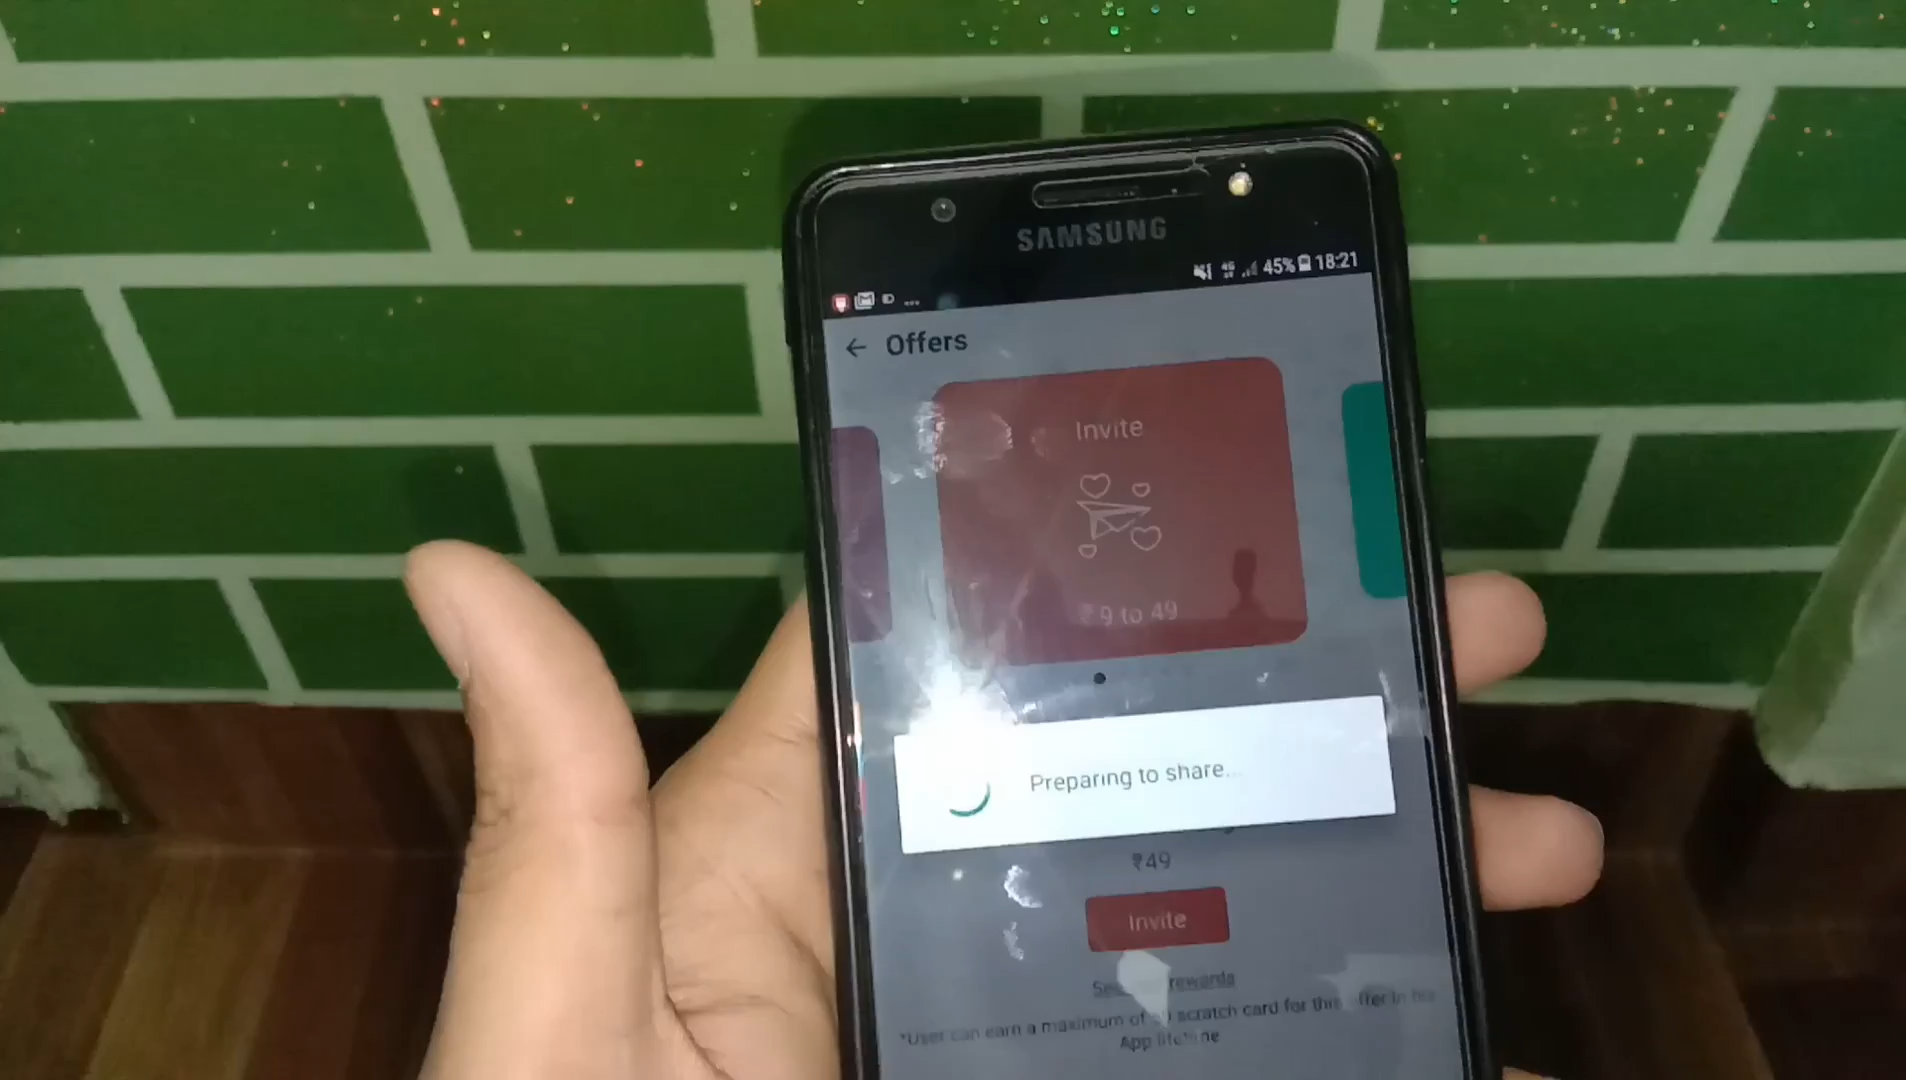 SAMSUNG
45% 18:21
Offers
Invite
₹9 to 49
Preparing to share...
₹49
Invite
rewards
*User can earn a maximum of scratch card for this offer in
App lifetime